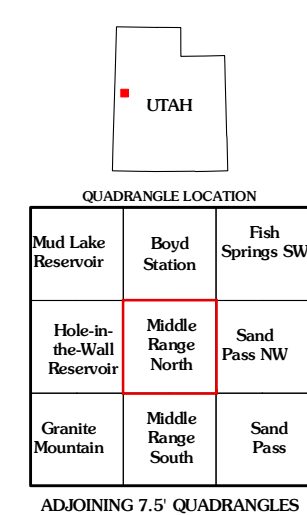 UTAH
QUADRANGLE LOCATION
Mud Lake
Reservoir
Boyd
Station
Fish
Springs SW
Hole-in-
the-Wall
Reservoir
Middle
Range
North
Sand
Pass NW
Granite
Mountain
Middle
Range
South
Sand
Pass
ADJOINING 7.5' QUADRANGLES